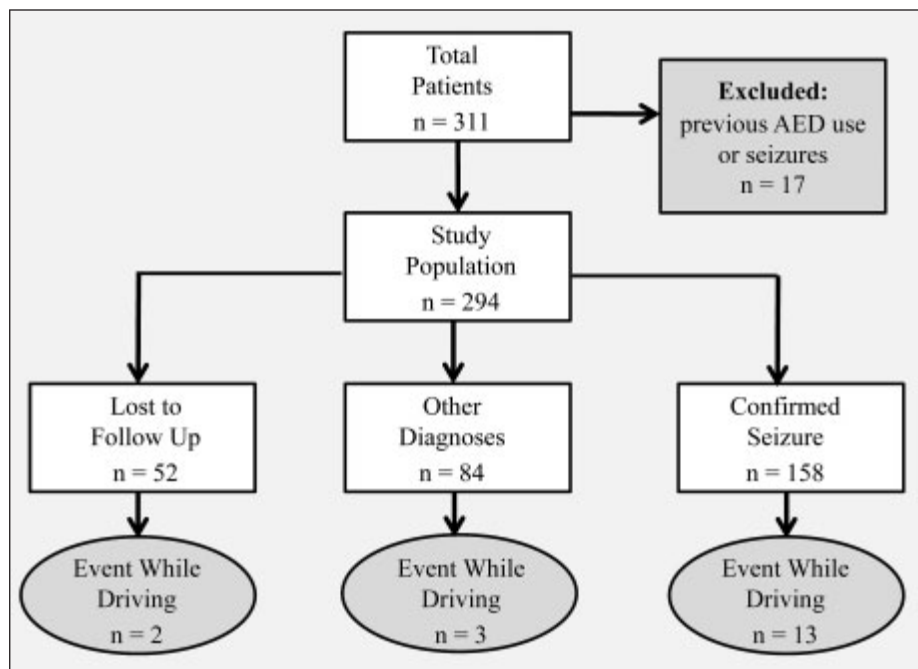 Total
Patients
n = 311
Excluded:
previous AED use
or seizures
n = 17
Study
Population
n = 294
Lost to
Follow Up
n = 52
Other
Diagnoses
n = 84
Confirmed
Seizure
n = 158
Event While
Driving
n = 2
Event While
Driving
n = 3
Event While
Driving
n = 13